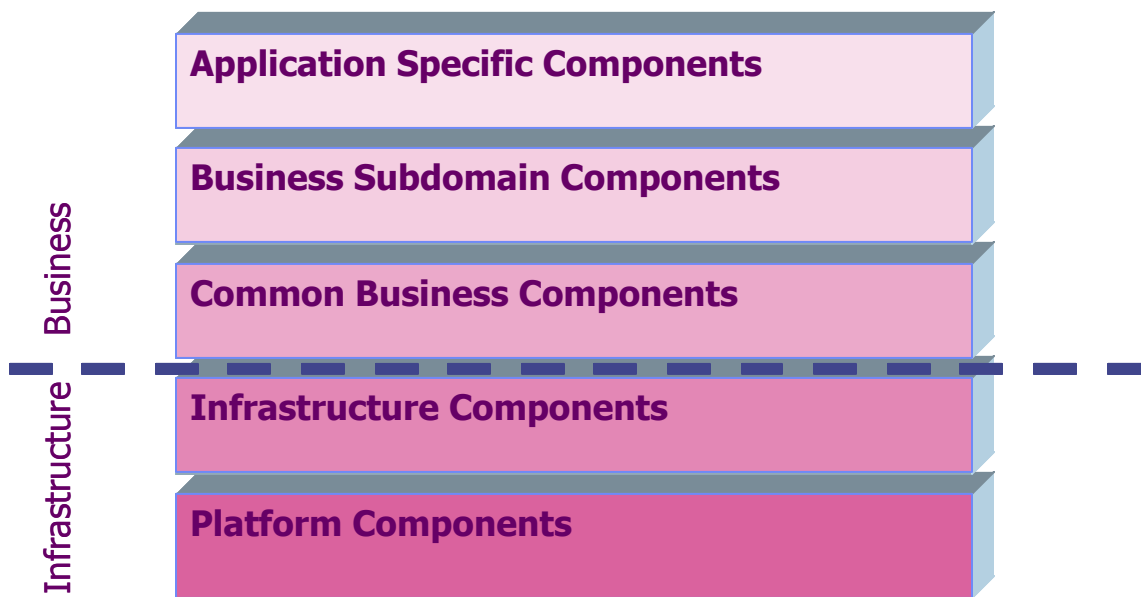 Application Specific Components
Business Subdomain Components
Business
Common Business Components
Infrastructure
Infrastructure Components
Platform Components